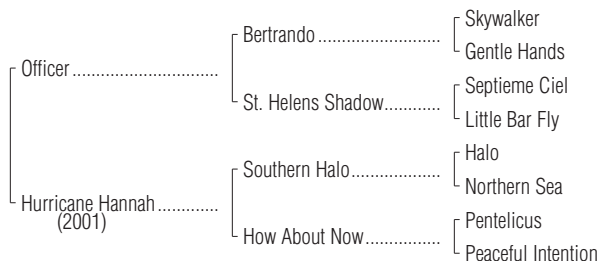 Skywalker
Bertrando
Gentle Hands
Officer
Septieme Ciel
St. Helens Shadow
Little Bar Fly
Halo
Southern Halo
Northern Sea
Hurricane Hannah
(2001)
Pentelicus
How About Now
Peaceful Intention